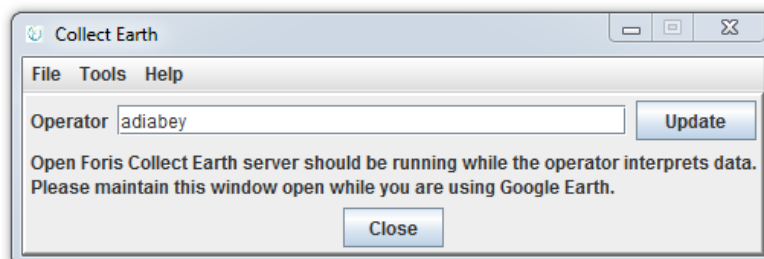 Collect Earth
File Tools Help
Operator adiabey Update
Open Foris Collect Earth server should be running while the operator interprets data.
Please maintain this window open while you are using Google Earth.
Close